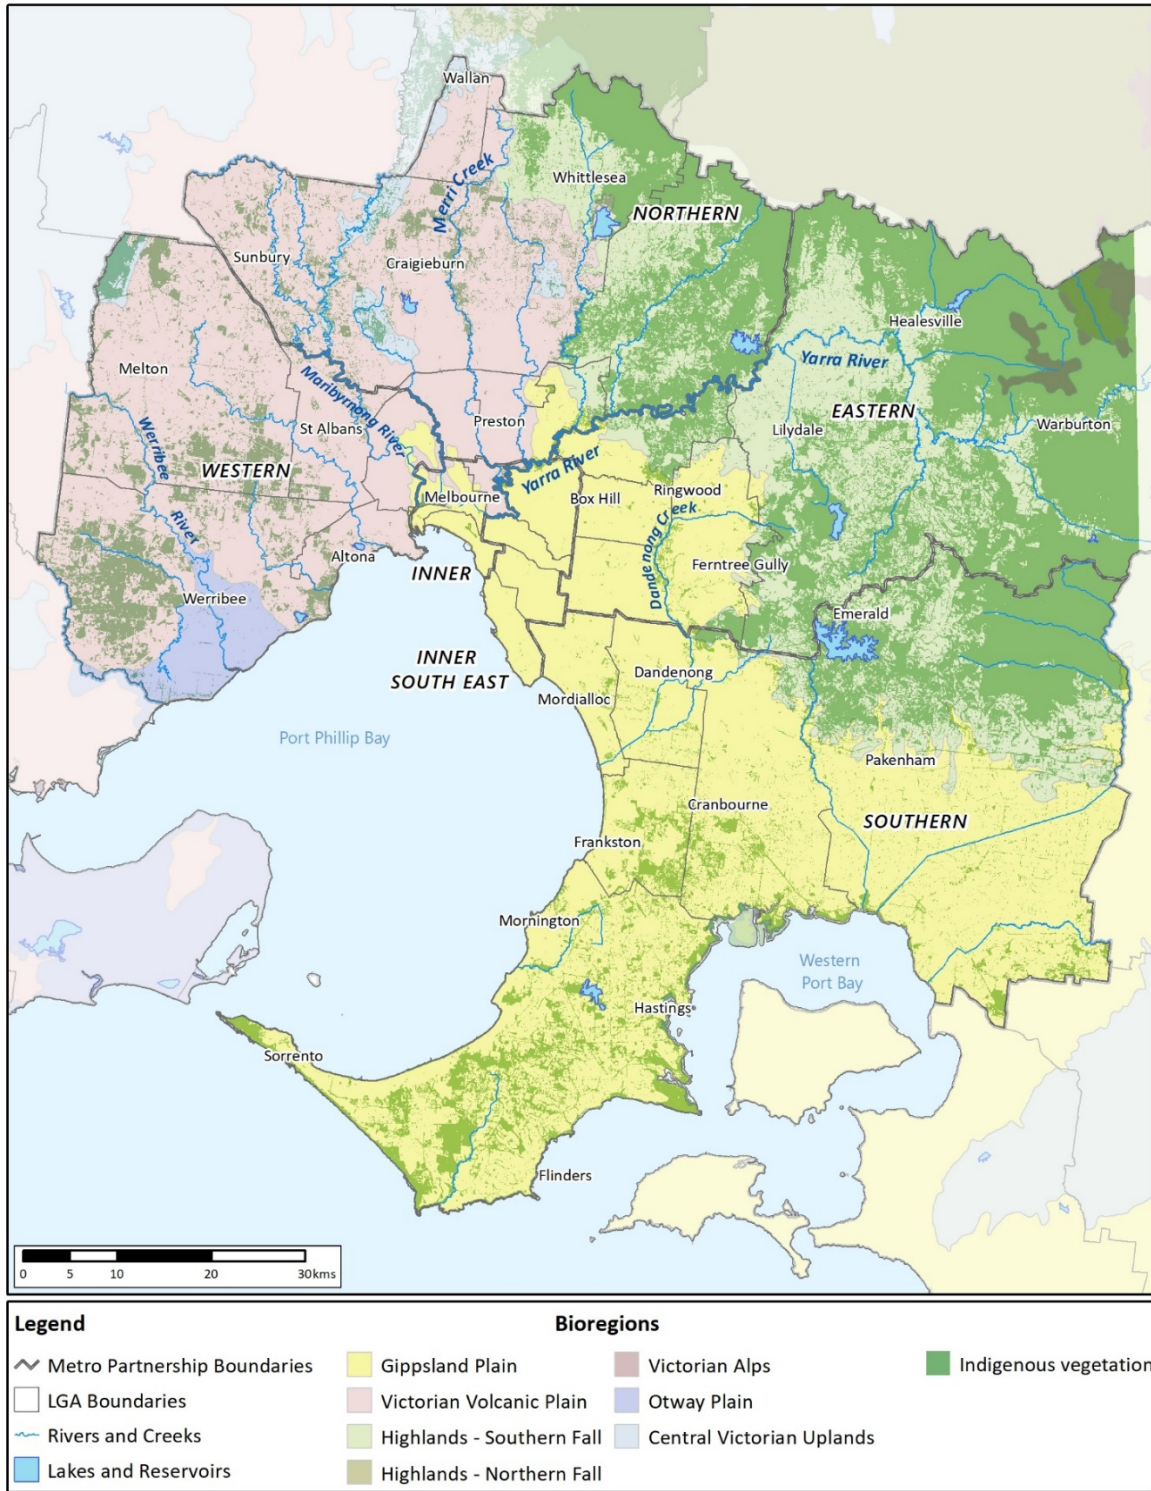 Wallan
Merri Creek
Whittlesea
NORTHERN
Sunbury
Craigieburn
Healesville
Melton
Maribyrnong River
Yarra River
EASTERN
Werribee
River
St Albans
Preston
Lilydale
Warburton
WESTERN
Yarra River
Melbourne
Box Hill
Ringwood
Dandenong Creek
Altona
INNER
Ferntree Gully
Werribee
Emerald
INNER
SOUTH EAST
Dandenong
Mordialloc
Port Phillip Bay
Pakenham
Cranbourne
SOUTHERN
Frankston
Mornington
Western
Port Bay
Hastings
Sorrento
Flinders
0 5 10 20 30kms
Legend
Bioregions
Metro Partnership Boundaries
Gippsland Plain
Victorian Alps
Indigenous vegetation
LGA Boundaries
Victorian Volcanic Plain
Otway Plain
Rivers and Creeks
Highlands - Southern Fall
Central Victorian Uplands
Lakes and Reservoirs
Highlands - Northern Fall